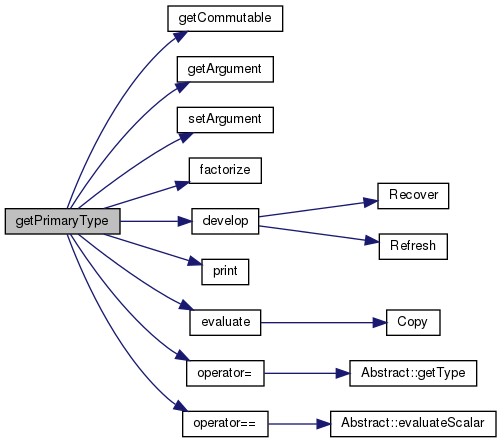 getCommutable
getArgument
setArgument
factorize
getPrimaryType
develop
Recover
Refresh
print
evaluate
Copy
operator=
Abstract::getType
operator==
Abstract::evaluateScalar